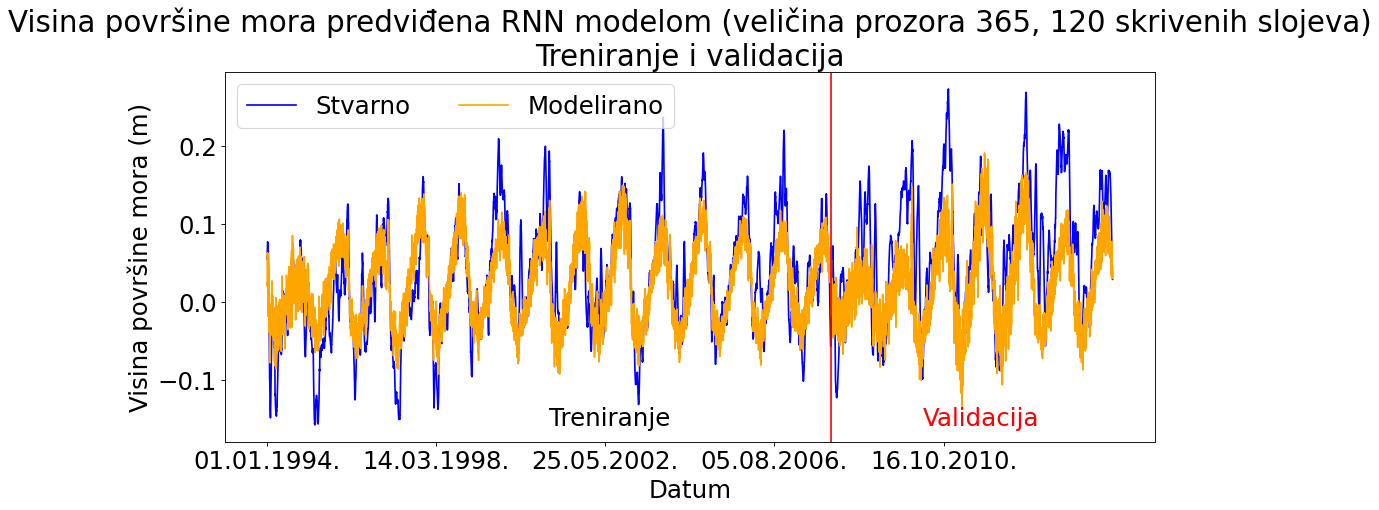 Visina površine mora predviđena RNN modelom (veličina prozora 365, 120 skrivenih slojeva)
Treniranje i validacija
Stvarno
Modelirano
Visina površine mora (m)
0.2
0.1
0.0
−0.1
Treniranje
Validacija
01.01.1994.
14.03.1998.
25.05.2002.
05.08.2006.
16.10.2010.
Datum